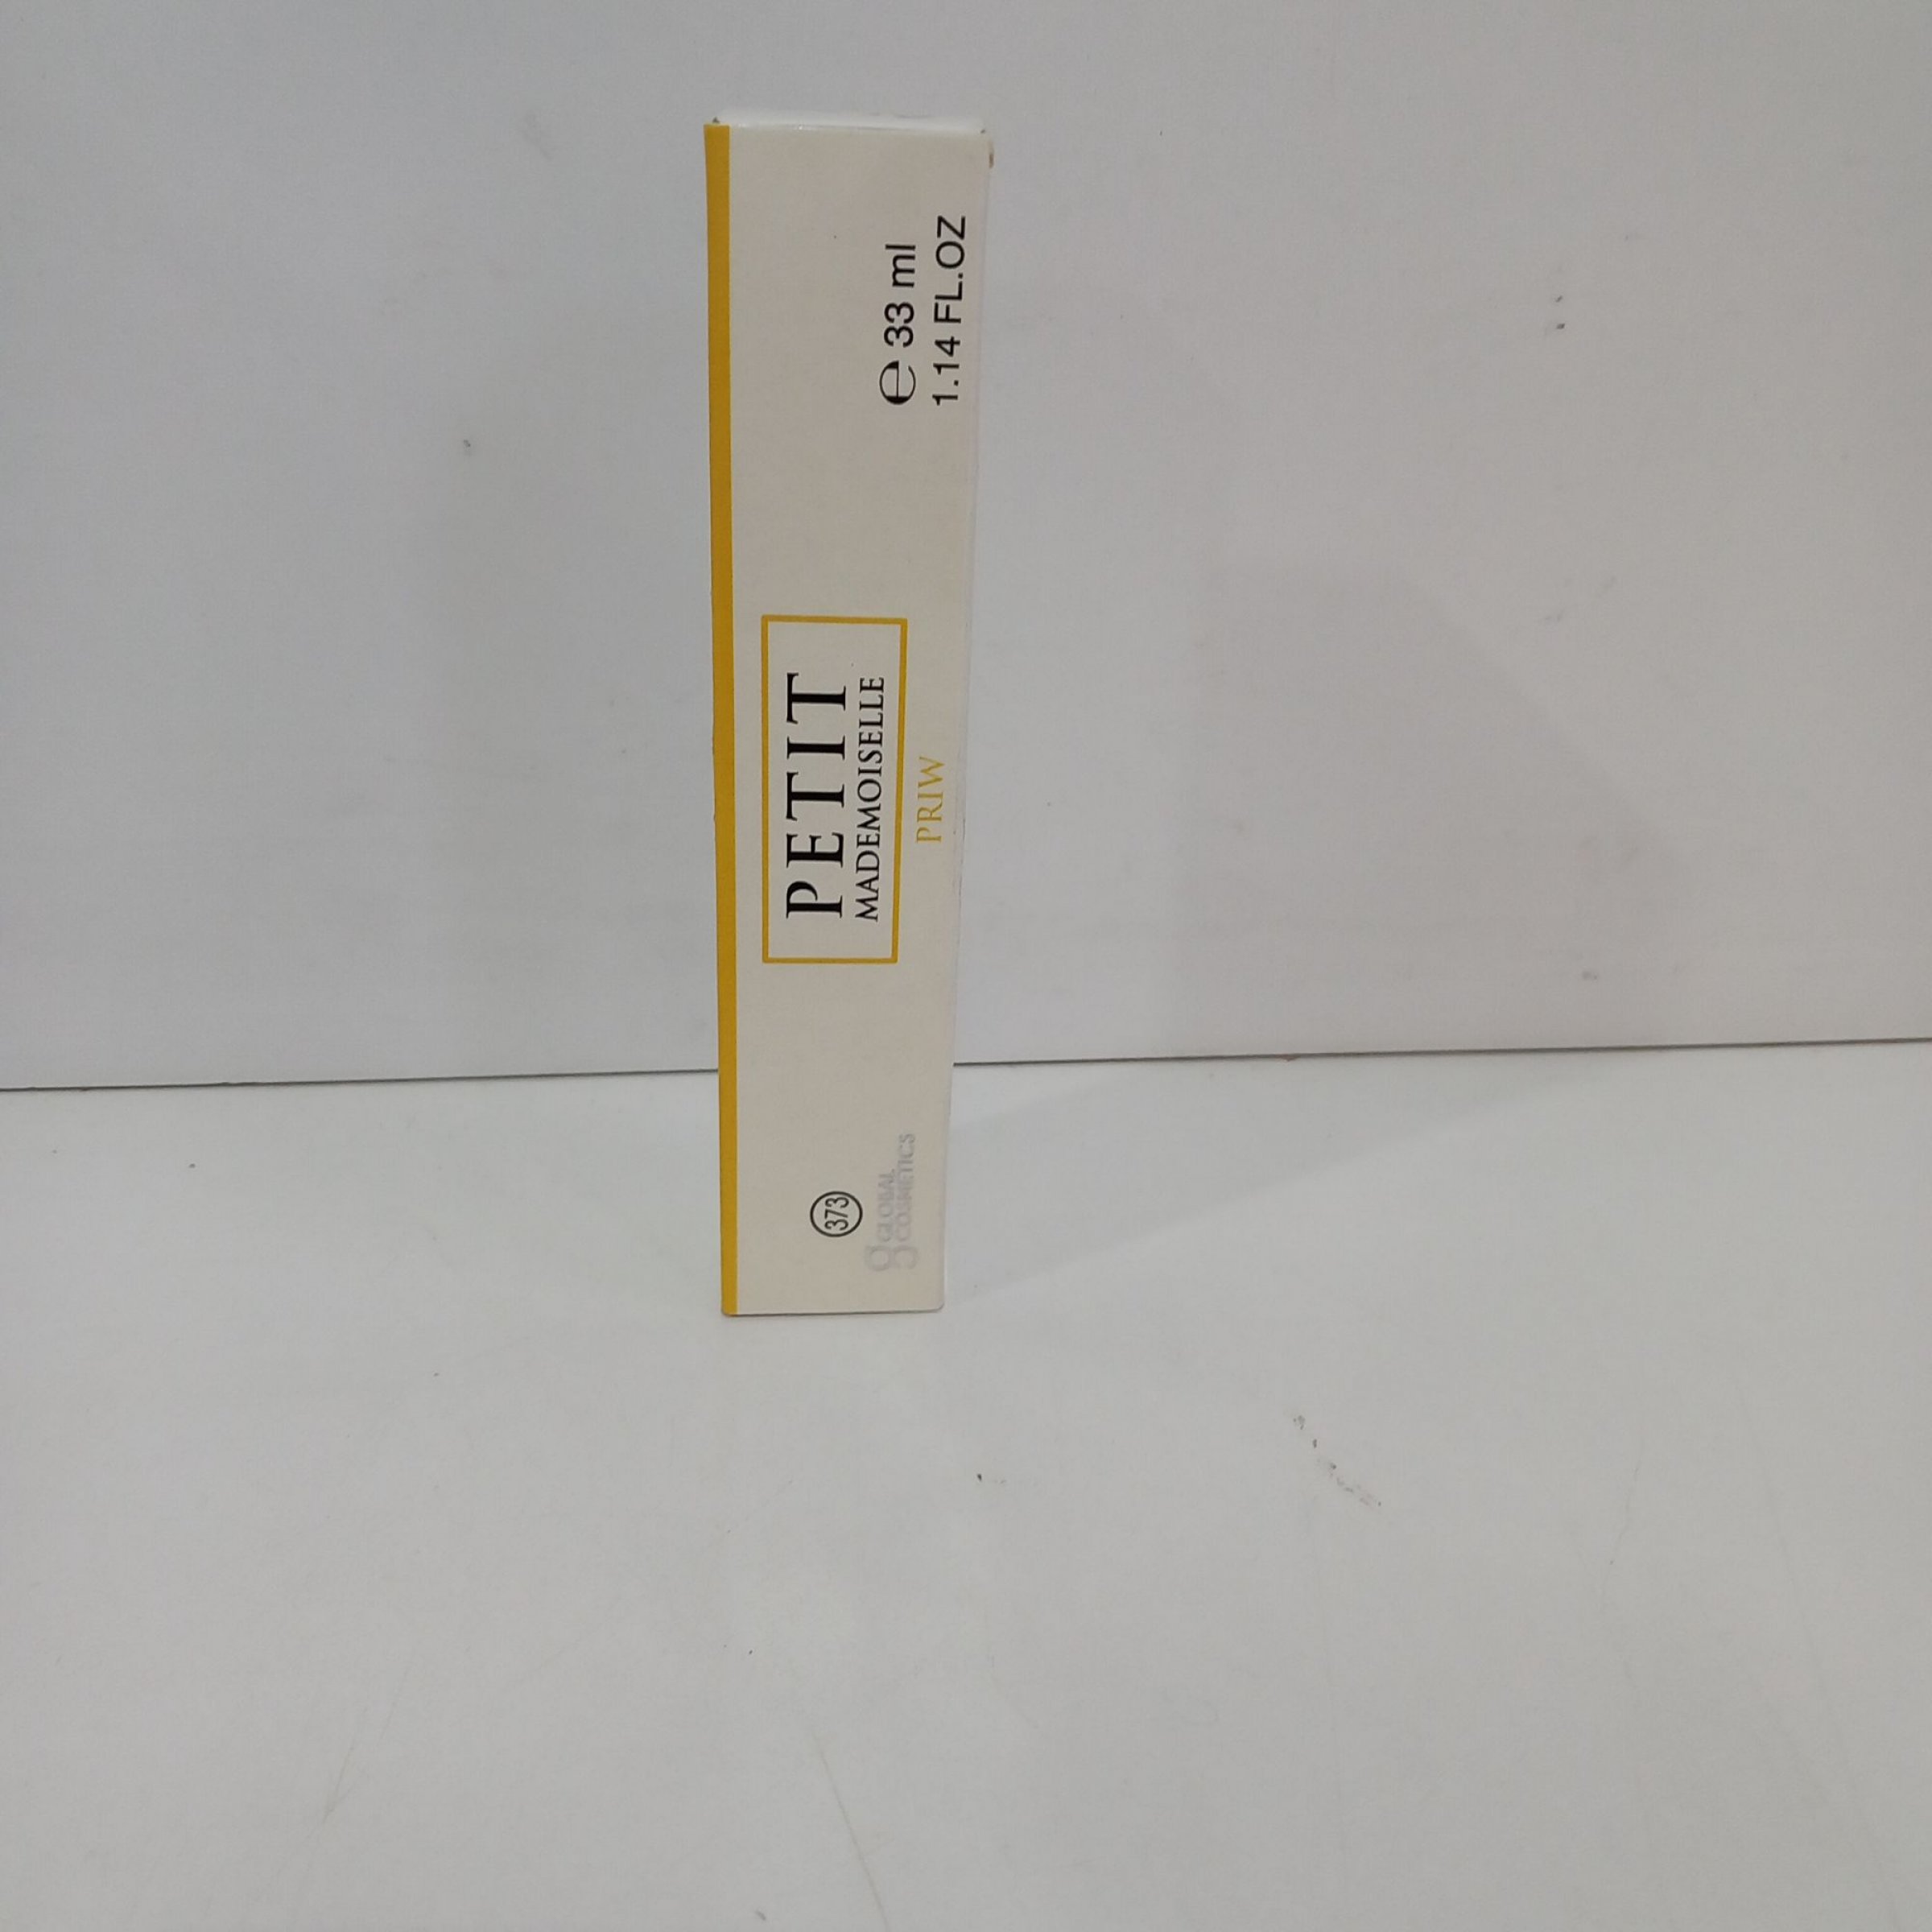 PETIT
MADEMOISELLE
PRIW
℮ 33 ml
1.14 FL.OZ
373
GLOBAL
COSMETICS